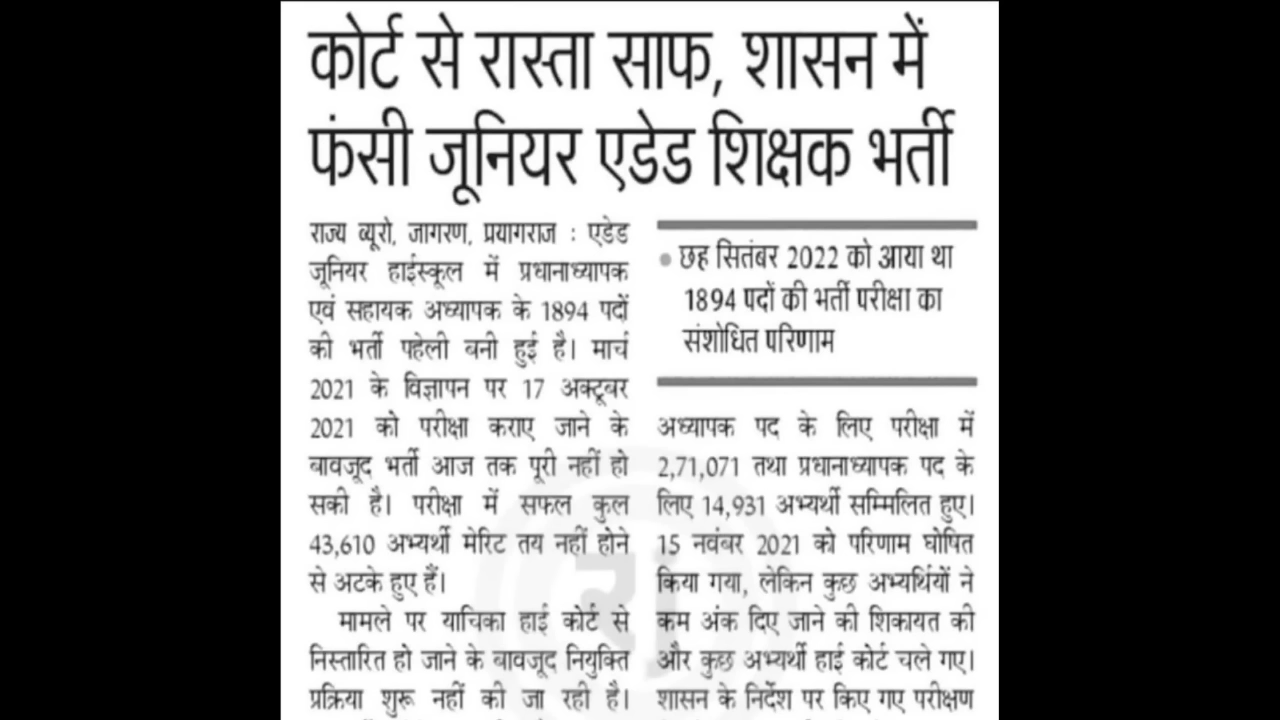 कोर्ट से रास्ता साफ, शासन में
फंसी जूनियर एडेड शिक्षक भर्ती
राज्य ब्यूरो, जागरण, प्रयागराज : एडेड
जूनियर हाईस्कूल में प्रधानाध्यापक
एवं सहायक अध्यापक के 1894 पदों
की भर्ती पहेली बनी हुई है। मार्च
2021 के विज्ञापन पर 17 अक्टूबर
2021 को परीक्षा कराए जाने के
बावजूद भर्ती आज तक पूरी नहीं हो
सकी है। परीक्षा में सफल कुल
43,610 अभ्यर्थी मेरिट तय नहीं होने
से अटके हुए हैं।
मामले पर याचिका हाई कोर्ट से
निस्तारित हो जाने के बावजूद नियुक्ति
प्रक्रिया शुरू नहीं की जा रही है।
• छह सितंबर 2022 को आया था
1894 पदों की भर्ती परीक्षा का
संशोधित परिणाम
अध्यापक पद के लिए परीक्षा में
2,71,071 तथा प्रधानाध्यापक पद के
लिए 14,931 अभ्यर्थी सम्मिलित हुए।
15 नवंबर 2021 को परिणाम घोषित
किया गया, लेकिन कुछ अभ्यर्थियों ने
कम अंक दिए जाने की शिकायत की
और कुछ अभ्यर्थी हाई कोर्ट चले गए।
शासन के निर्देश पर किए गए परीक्षण